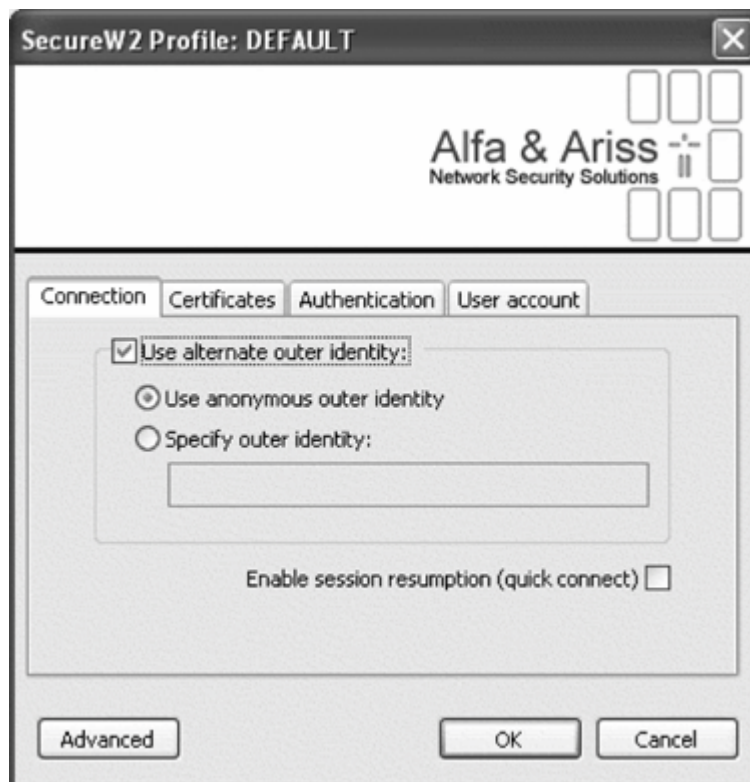 SecureW2 Profile: DEFAULT
Alfa & Ariss
Network Security Solutions
Connection Certificates Authentication User account
Use alternate outer identity:
Use anonymous outer identity
Specify outer identity:
Enable session resumption (quick connect)
Advanced OK Cancel